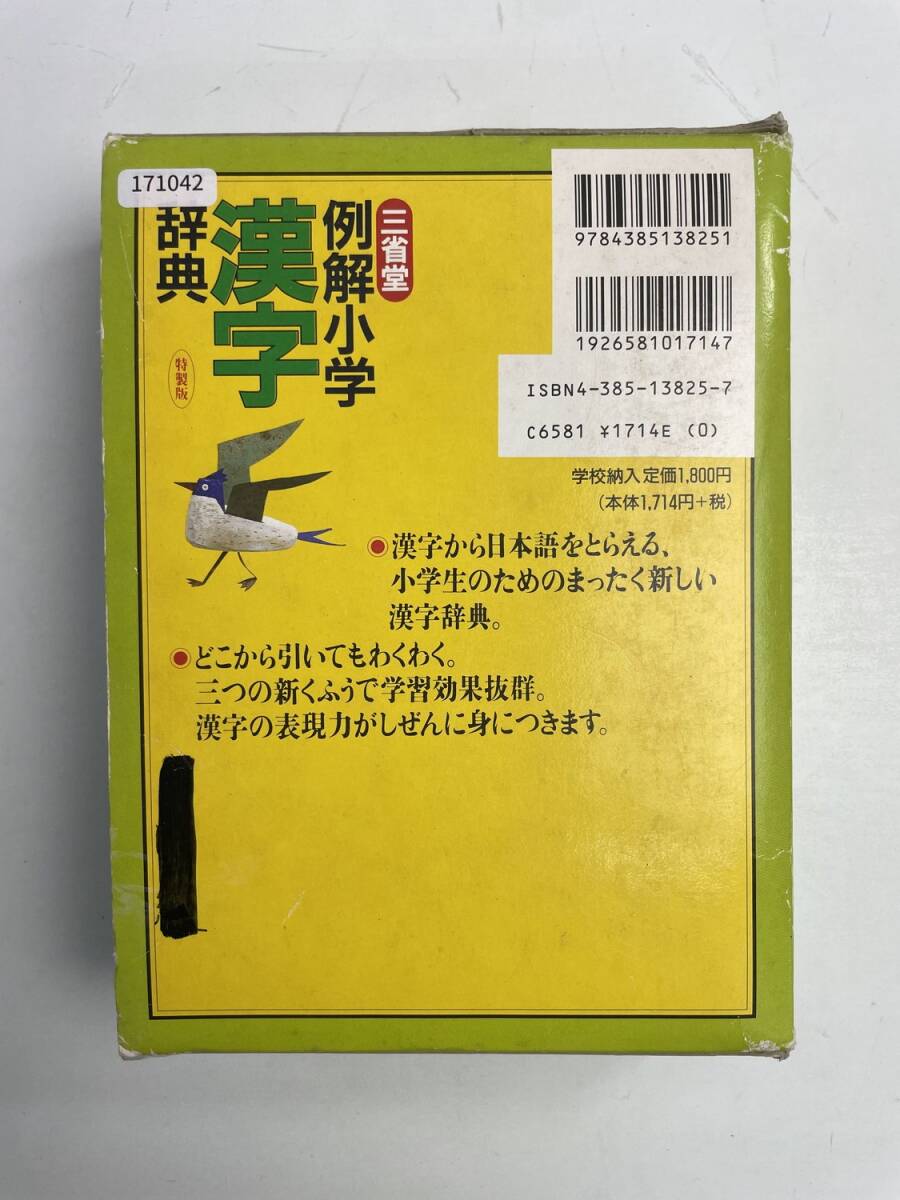 171042
三省堂
例解小学
漢字
辞典
特製版
9784385138251
1926581017147
ISBN4-385-13825-7
C6581 ¥1714E (0)
学校納入定価1,800円
(本体1,714円+税)
●漢字から日本語をとらえる、
小学生のためのまったく新しい
漢字辞典。
●どこから引いてもわくわく。
三つの新くふうで学習効果抜群。
漢字の表現力がしぜんに身につきます。